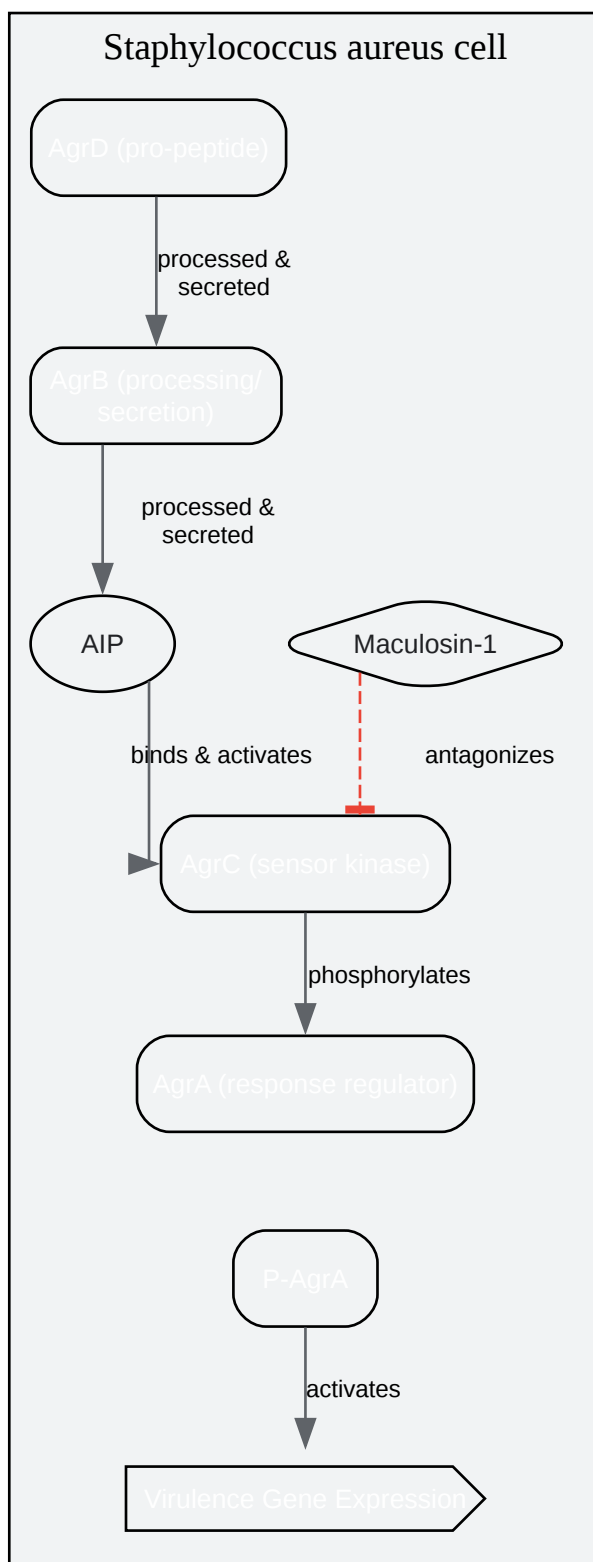 Staphylococcus aureus cell
AgrD (pro-peptide)
processed &
secreted
AgrB (processing/
secretion)
processed &
secreted
AIP
Maculosin-1
binds & activates
antagonizes
AgrC (sensor kinase)
phosphorylates
AgrA (response regulator)
P-AgrA
activates
Virulence Gene Expression